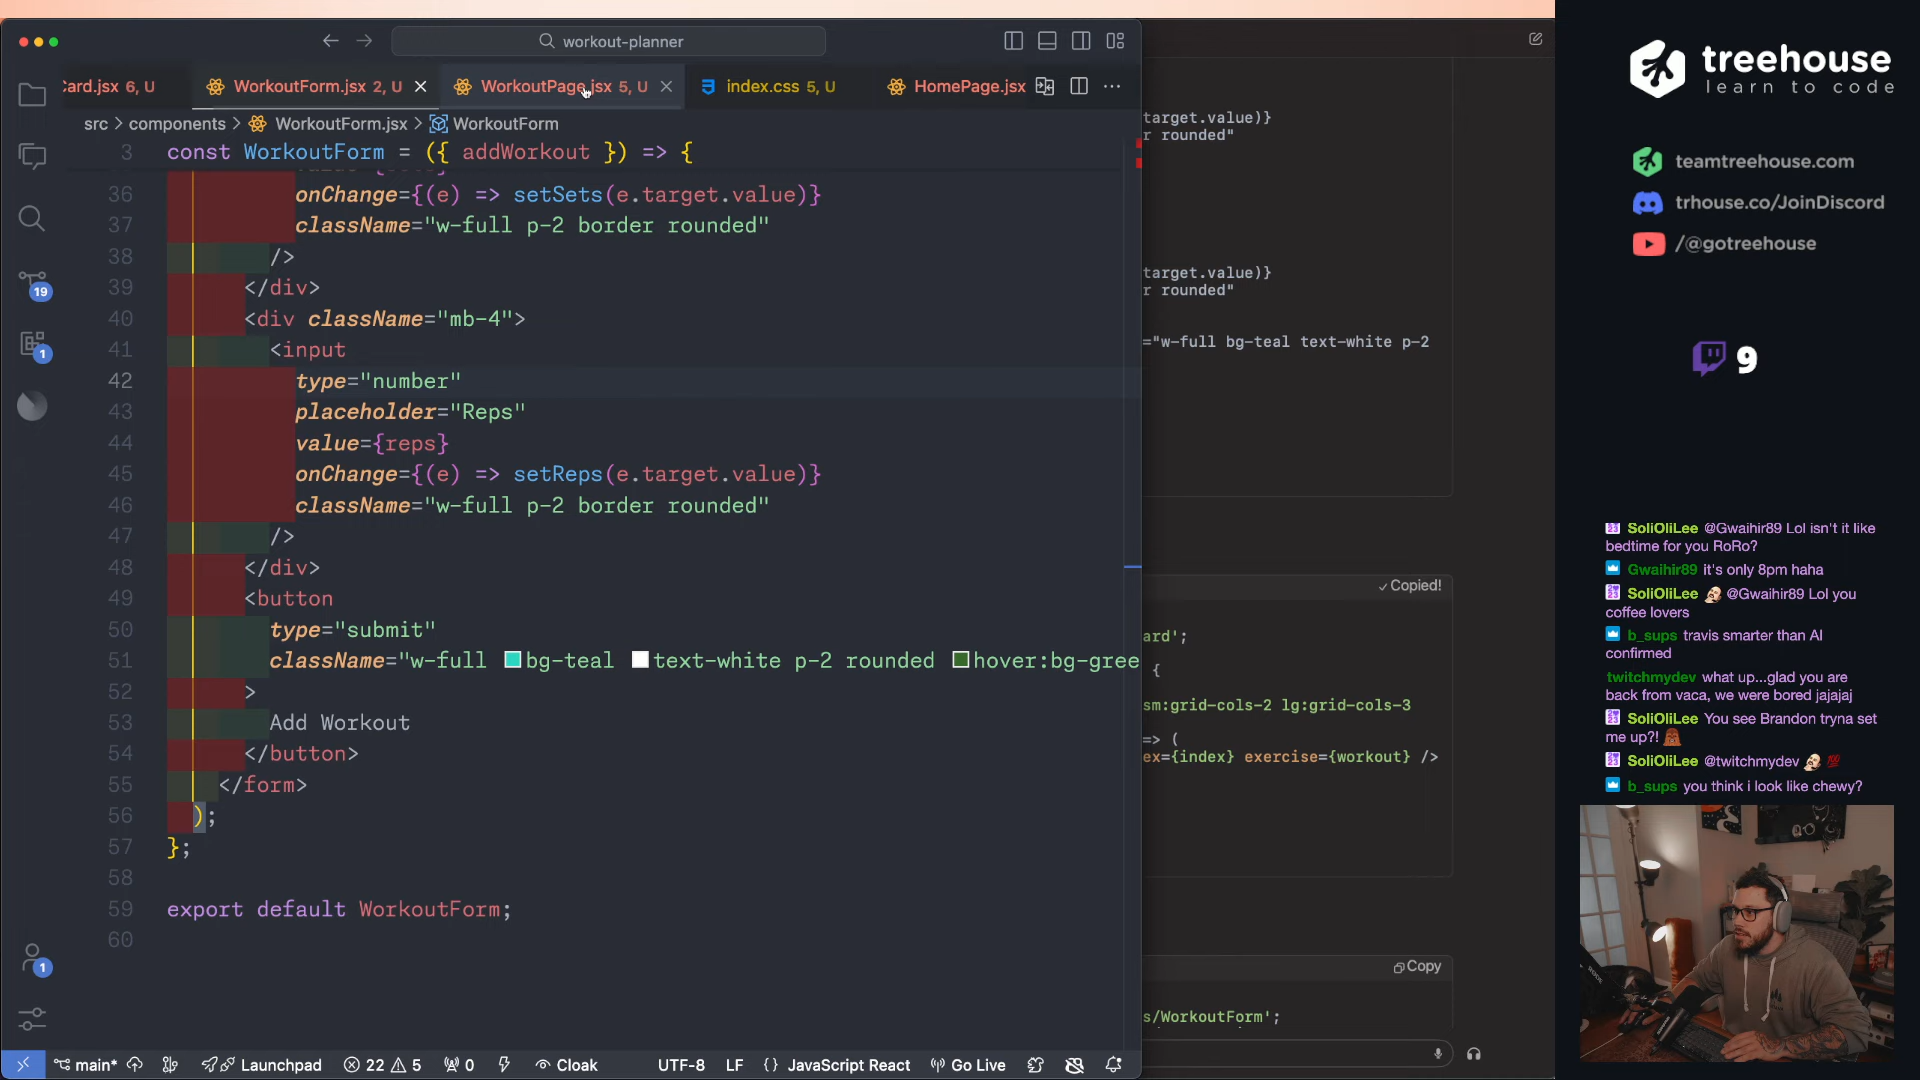 workout-planner
Card.jsx 6, U
WorkoutForm.jsx 2, U
WorkoutPage.jsx 5, U
index.css 5, U
HomePage.jsx
src > components > WorkoutForm.jsx > WorkoutForm
3 const WorkoutForm = ({ addWorkout }) => {
36 onChange={(e) => setSets(e.target.value)}
37 className="w-full p-2 border rounded"
38 />
39 </div>
40 <div className="mb-4">
41 <input
42 type="number"
43 placeholder="Reps"
44 value={reps}
45 onChange={(e) => setReps(e.target.value)}
46 className="w-full p-2 border rounded"
47 />
48 </div>
49 <button
50 type="submit"
51 className="w-full bg-teal text-white p-2 rounded hover:bg-gree
52 >
53 Add Workout
54 </button>
55 </form>
56 );
57 };
58
59 export default WorkoutForm;
60
19
1
1
main*
Launchpad
22
5
0
Cloak
UTF-8
LF
{} JavaScript React
Go Live
target.value)}
r rounded"
target.value)}
r rounded"
="w-full bg-teal text-white p-2
✓Copied!
ard';
{
sm:grid-cols-2 lg:grid-cols-3
=> (
ex={index} exercise={workout} />
Copy
s/WorkoutForm';
treehouse
learn to code
teamtreehouse.com
trhouse.co/JoinDiscord
/@gotreehouse
9
SoliOliLee @Gwaihir89 Lol isn't it like
bedtime for you RoRo?
Gwaihir89 it's only 8pm haha
SoliOliLee @Gwaihir89 Lol you
coffee lovers
b_sups travis smarter than AI
confirmed
twitchmydev what up...glad you are
back from vaca, we were bored jajajaj
SoliOliLee You see Brandon tryna set
me up?!
SoliOliLee @twitchmydev 💯
b_sups you think i look like chewy?